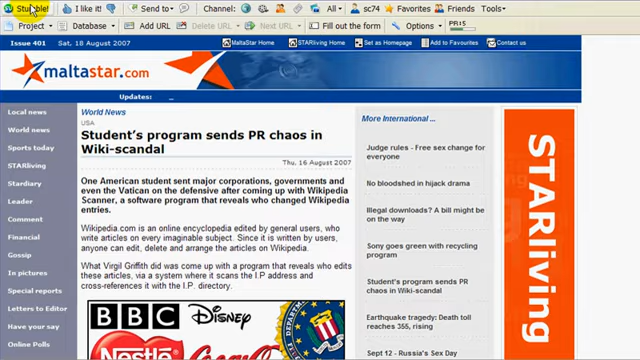 Stumble! I like it! Send to Channel: sc74 Favorites Friends Tools
Project Database Add URL Delete URL Next URL Fill out the form Options PR:5
Issue 401 Sat, 18 August 2007 MaltaStar Home STARliving Home Set as Homepage Add to Favourites Contact us
maltastar.com
Updates:
Local news
World news
Sports today
STARliving
Stardiary
Leader
Comment
Financial
Gossip
In pictures
Special reports
Letters to Editor
Have your say
Online Polls
World News
USA
Student's program sends PR chaos in
Wiki-scandal
Thu, 16 August 2007
One American student sent major corporations, governments and
even the Vatican on the defensive after coming up with Wikipedia
Scanner, a software program that reveals who changed Wikipedia
entries.
Wikipedia.com is an online encyclopedia edited by general users, who
write articles on every imaginable subject. Since it is written by users,
anyone can edit, delete and arrange the articles on Wikipedia.
What Virgil Griffith did was come up with a program that reveals who edits
these articles, via a system where it scans the I.P address and
cross-references it with the I.P. directory.
BBC Disney
Nestlé Coca-Cola
More International ...
Judge rules - Free sex change for
everyone
No bloodshed in hijack drama
Illegal downloads? A bill might be
on the way
Sony goes green with recycling
program
Student's program sends PR
chaos in Wiki-scandal
Earthquake tragedy: Death toll
reaches 355, rising
Sept 12 - Russia's Sex Day
STARliving